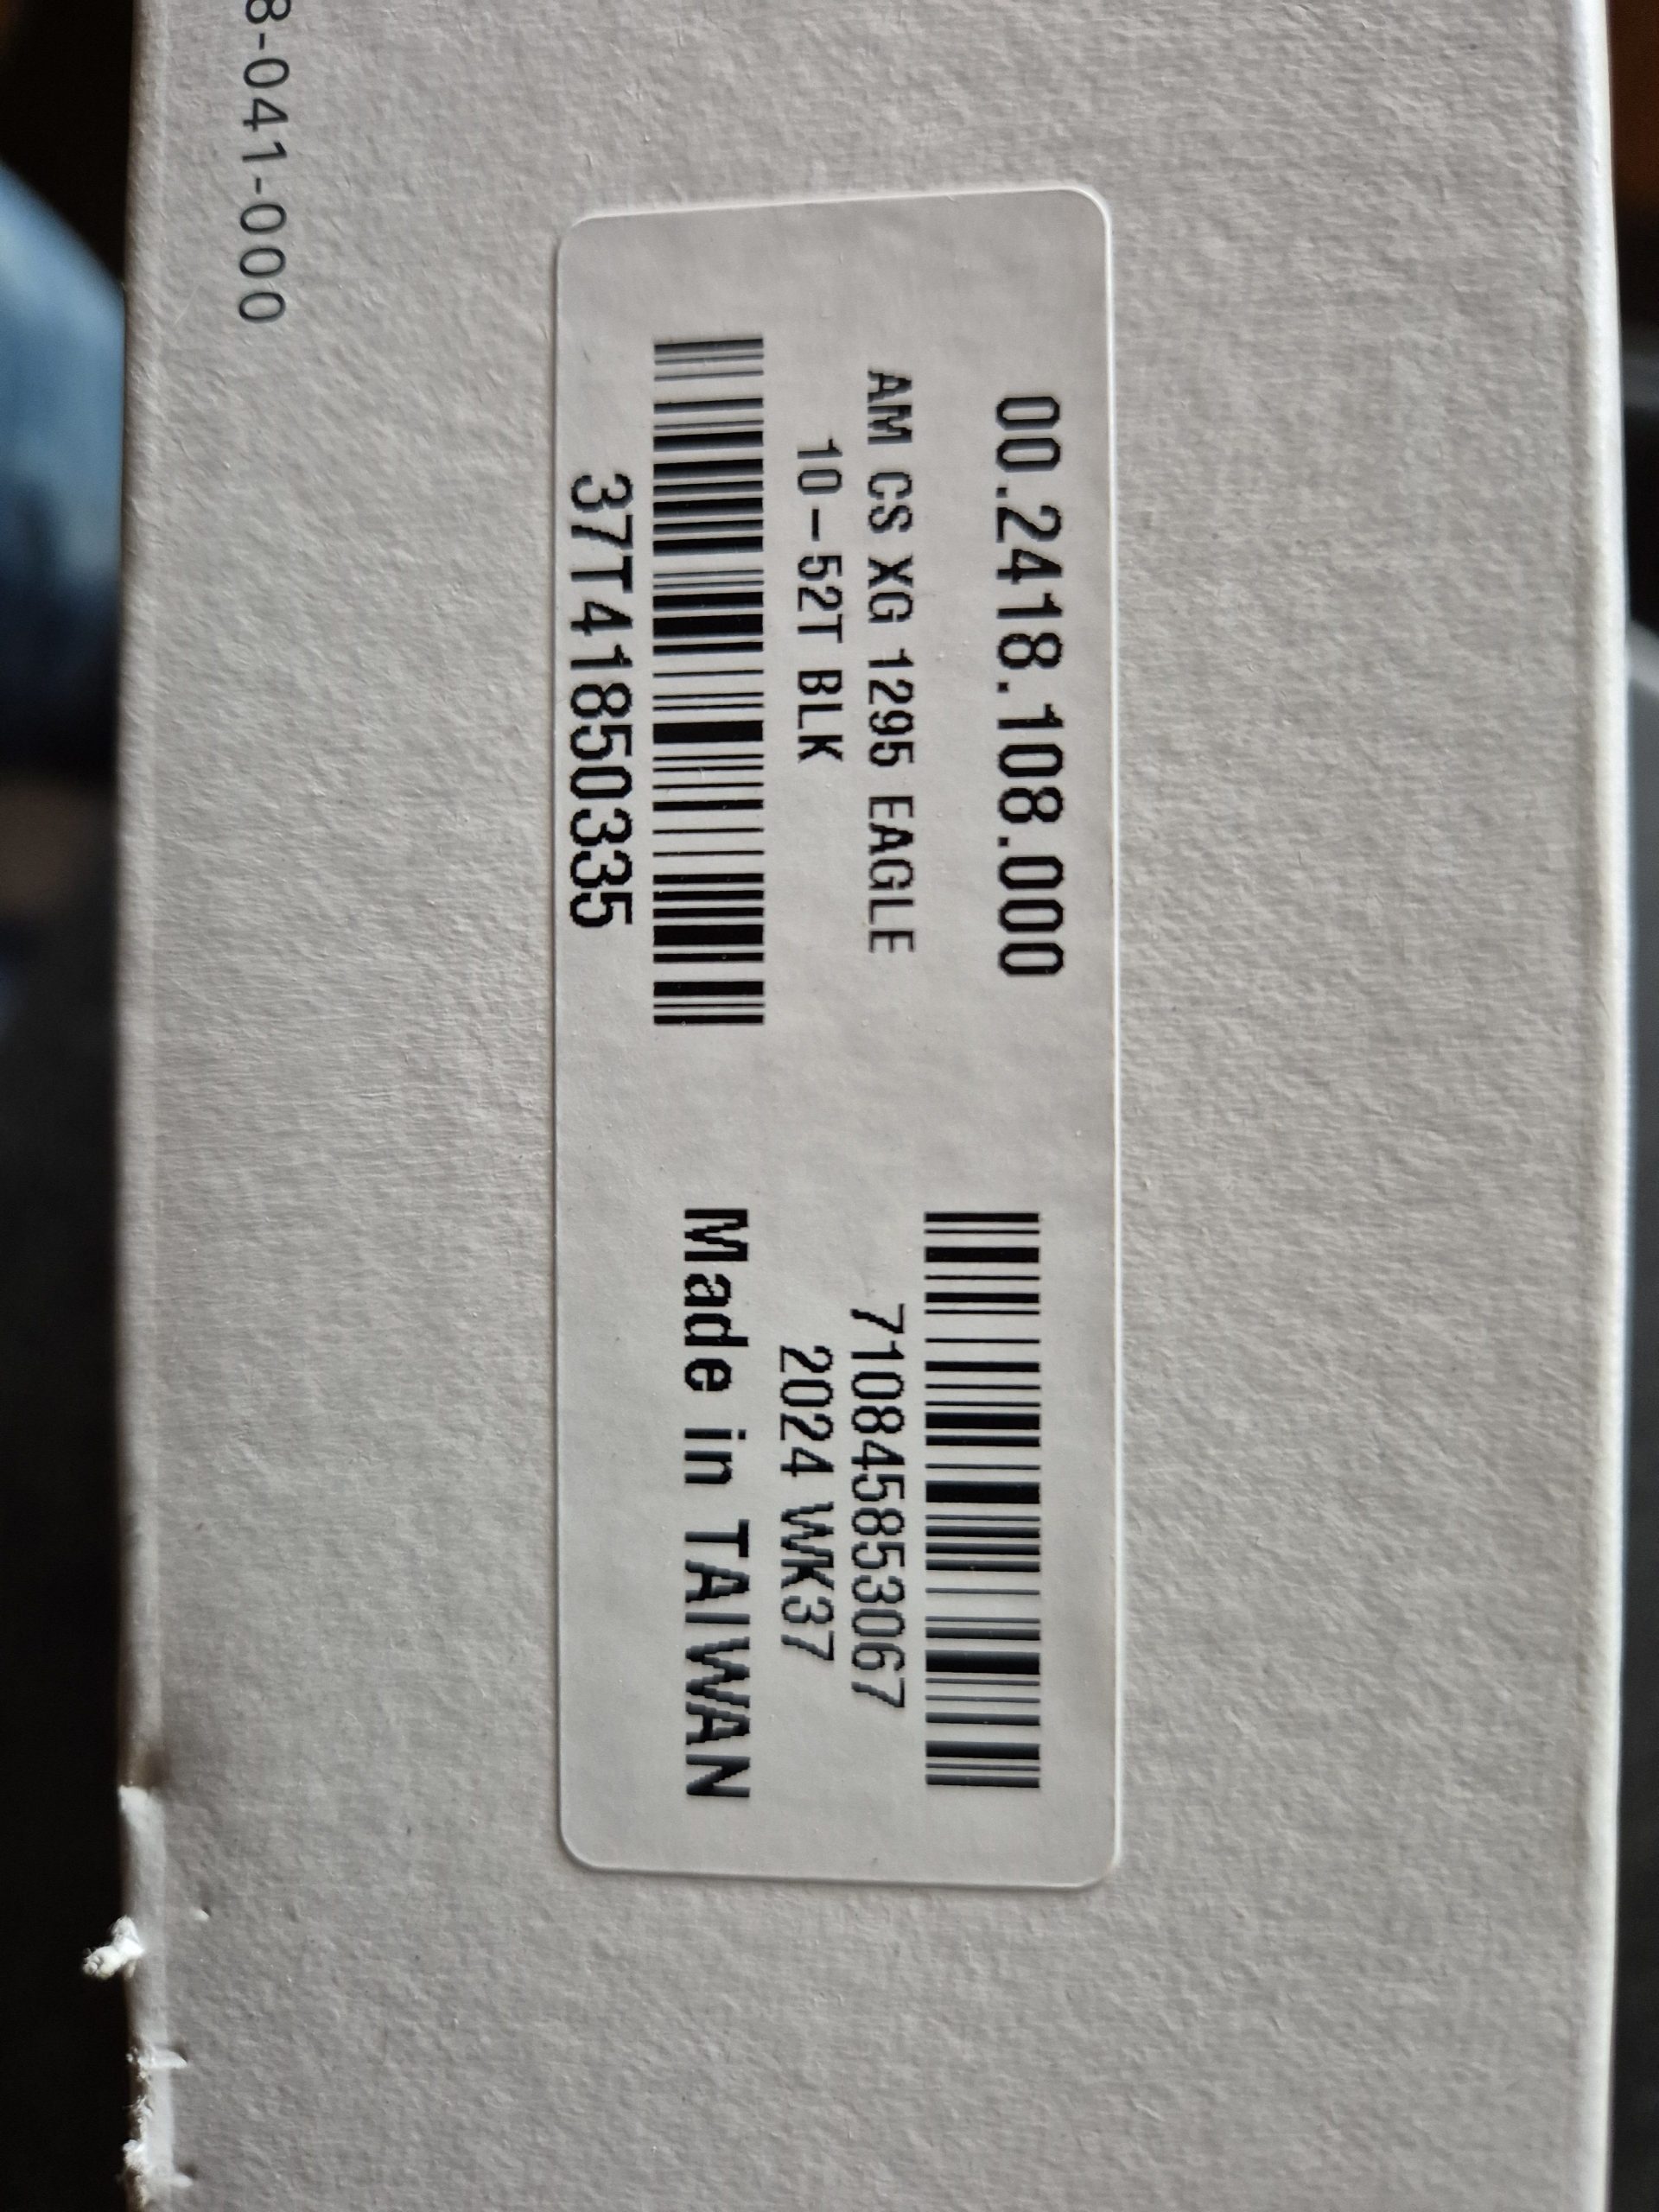 00.2418.108.000
AM CS XG 1295 EAGLE
10-52T BLK
37T41850335
710845853067
2024 WK37
Made in TAIWAN
8-041-000